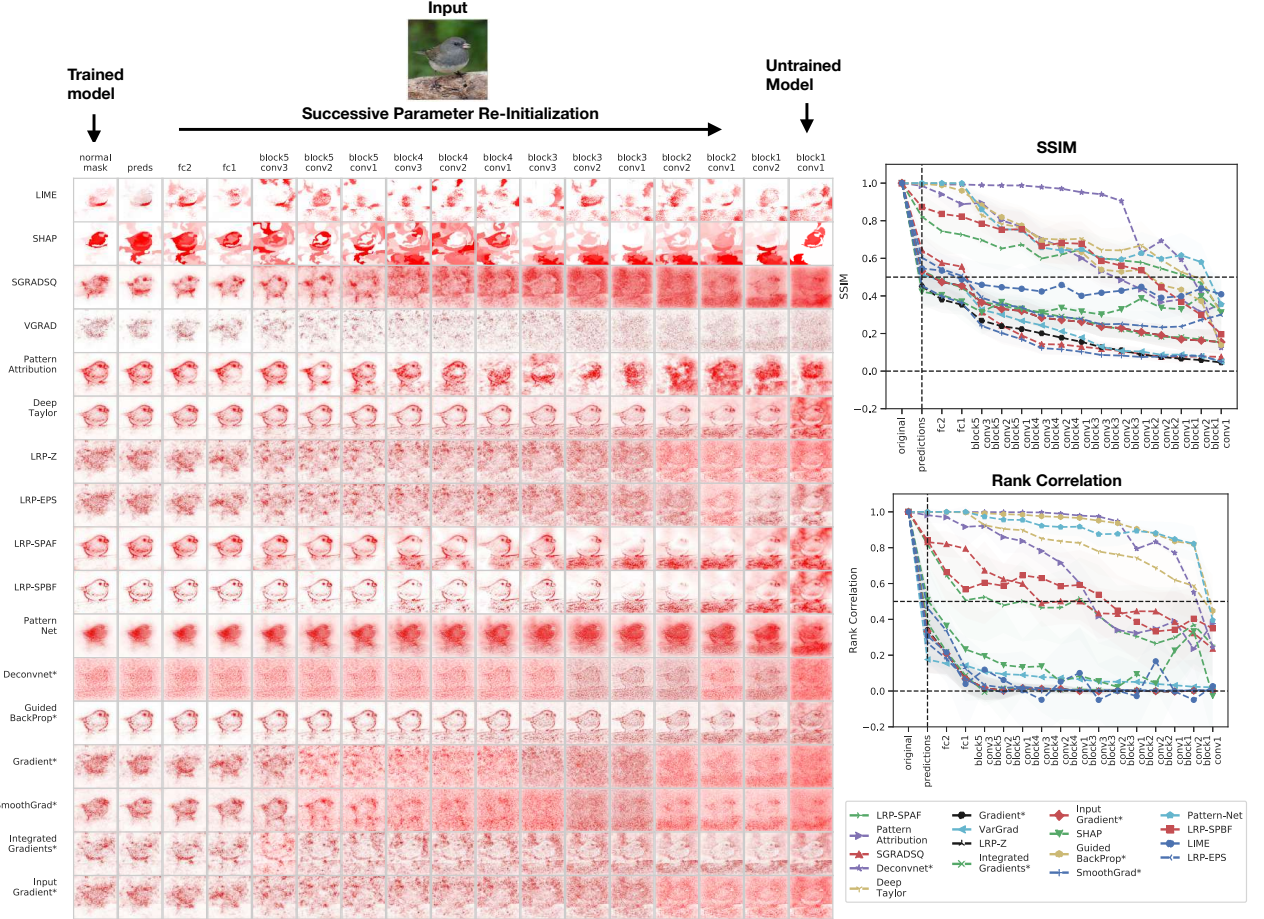 Input
Trained
model
Untrained
Model
Successive Parameter Re-Initialization
normal
mask
preds
fc2
fc1
block5
conv3
block5
conv2
block5
conv1
block4
conv3
block4
conv2
block4
conv1
block3
conv3
block3
conv2
block3
conv1
block2
conv2
block2
conv1
block1
conv2
block1
conv1
LIME
SHAP
SGRADSQ
VGRAD
Pattern
Attribution
Deep
Taylor
LRP-Z
LRP-EPS
LRP-SPAF
LRP-SPBF
Pattern
Net
Deconvnet*
Guided
BackProp*
Gradient*
moothGrad*
Integrated
Gradients*
Input
Gradient*
SSIM
SSIM
1.0
0.8
0.6
0.4
0.2
0.0
−0.2
original
predictions
fc2
fc1
block5
conv3
block5
conv2
block5
conv1
block4
conv3
block4
conv2
block4
conv1
block3
conv3
block3
conv2
block3
conv1
block2
conv2
block2
conv1
block1
conv2
block1
conv1
Rank Correlation
Rank Correlation
1.0
0.8
0.6
0.4
0.2
0.0
−0.2
original
predictions
fc2
fc1
block5
conv3
block5
conv2
block5
conv1
block4
conv3
block4
conv2
block4
conv1
block3
conv3
block3
conv2
block3
conv1
block2
conv2
block2
conv1
block1
conv2
block1
conv1
LRP-SPAF
Pattern
Attribution
SGRADSQ
Deconvnet*
Deep
Taylor
Gradient*
VarGrad
LRP-Z
Integrated
Gradients*
Input
Gradient*
SHAP
Guided
BackProp*
SmoothGrad*
Pattern-Net
LRP-SPBF
LIME
LRP-EPS